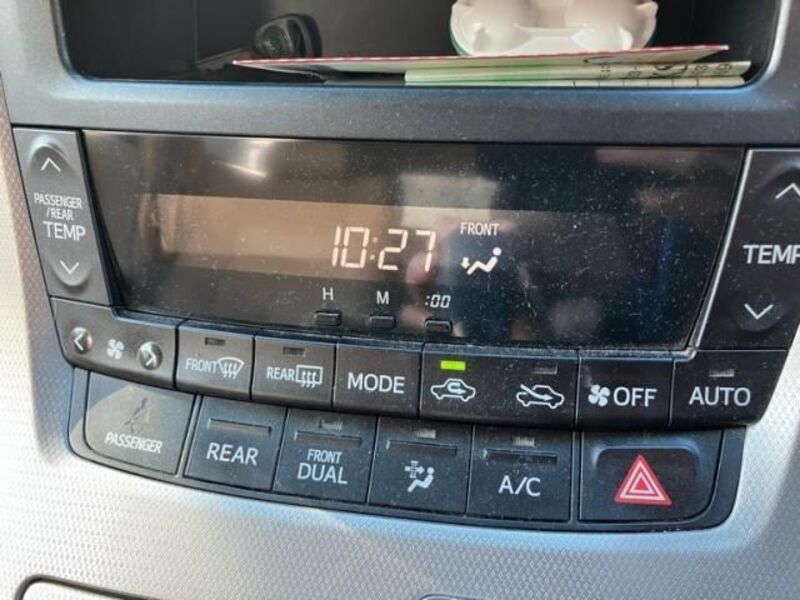 PASSENGER
/REAR
TEMP
10:27
FRONT
H M :00
TEMP
FRONT
REAR
MODE
OFF
AUTO
PASSENGER
REAR
FRONT
DUAL
A/C